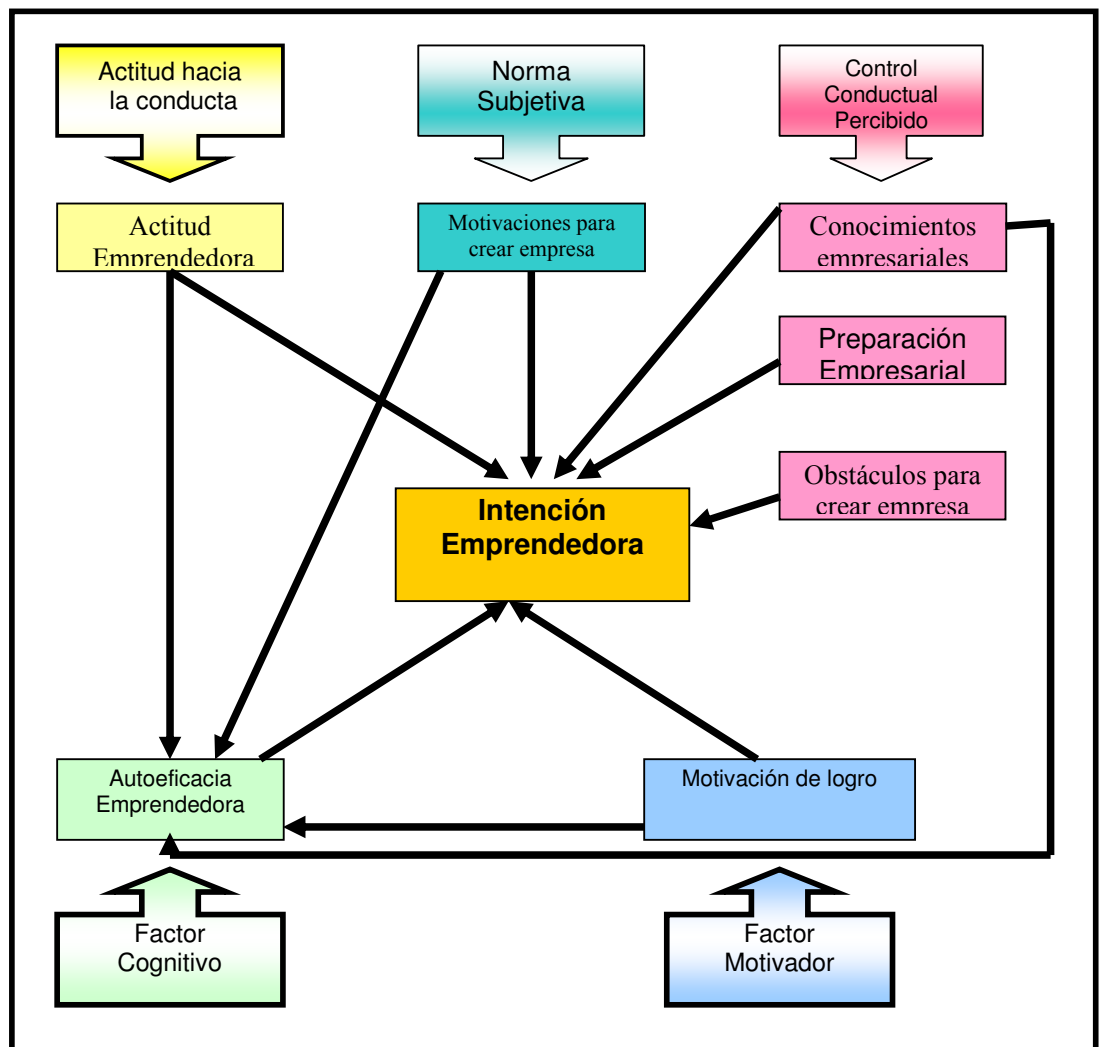 Actitud hacia
la conducta
Norma
Subjetiva
Control
Conductual
Percibido
Actitud
Emprendedora
Motivaciones para
crear empresa
Conocimientos
empresariales
Preparación
Empresarial
Obstáculos para
crear empresa
Intención
Emprendedora
Autoeficacia
Emprendedora
Motivación de logro
Factor
Cognitivo
Factor
Motivador